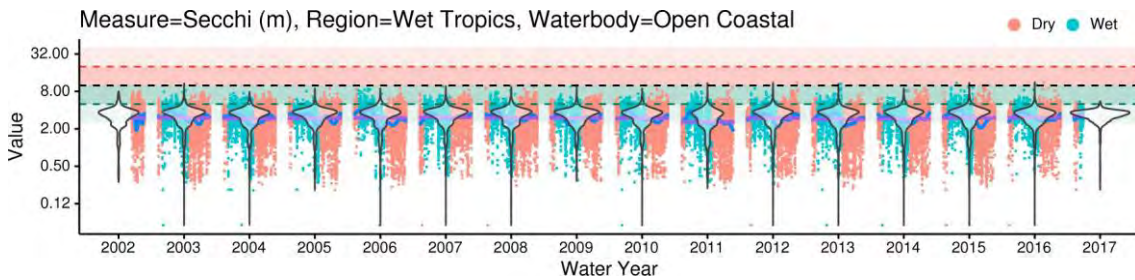 Measure=Secchi (m), Region=Wet Tropics, Waterbody=Open Coastal
Dry Wet
Value
32.00
8.00
2.00
0.50
0.12
2002 2003 2004 2005 2006 2007 2008 2009 2010 2011 2012 2013 2014 2015 2016 2017
Water Year